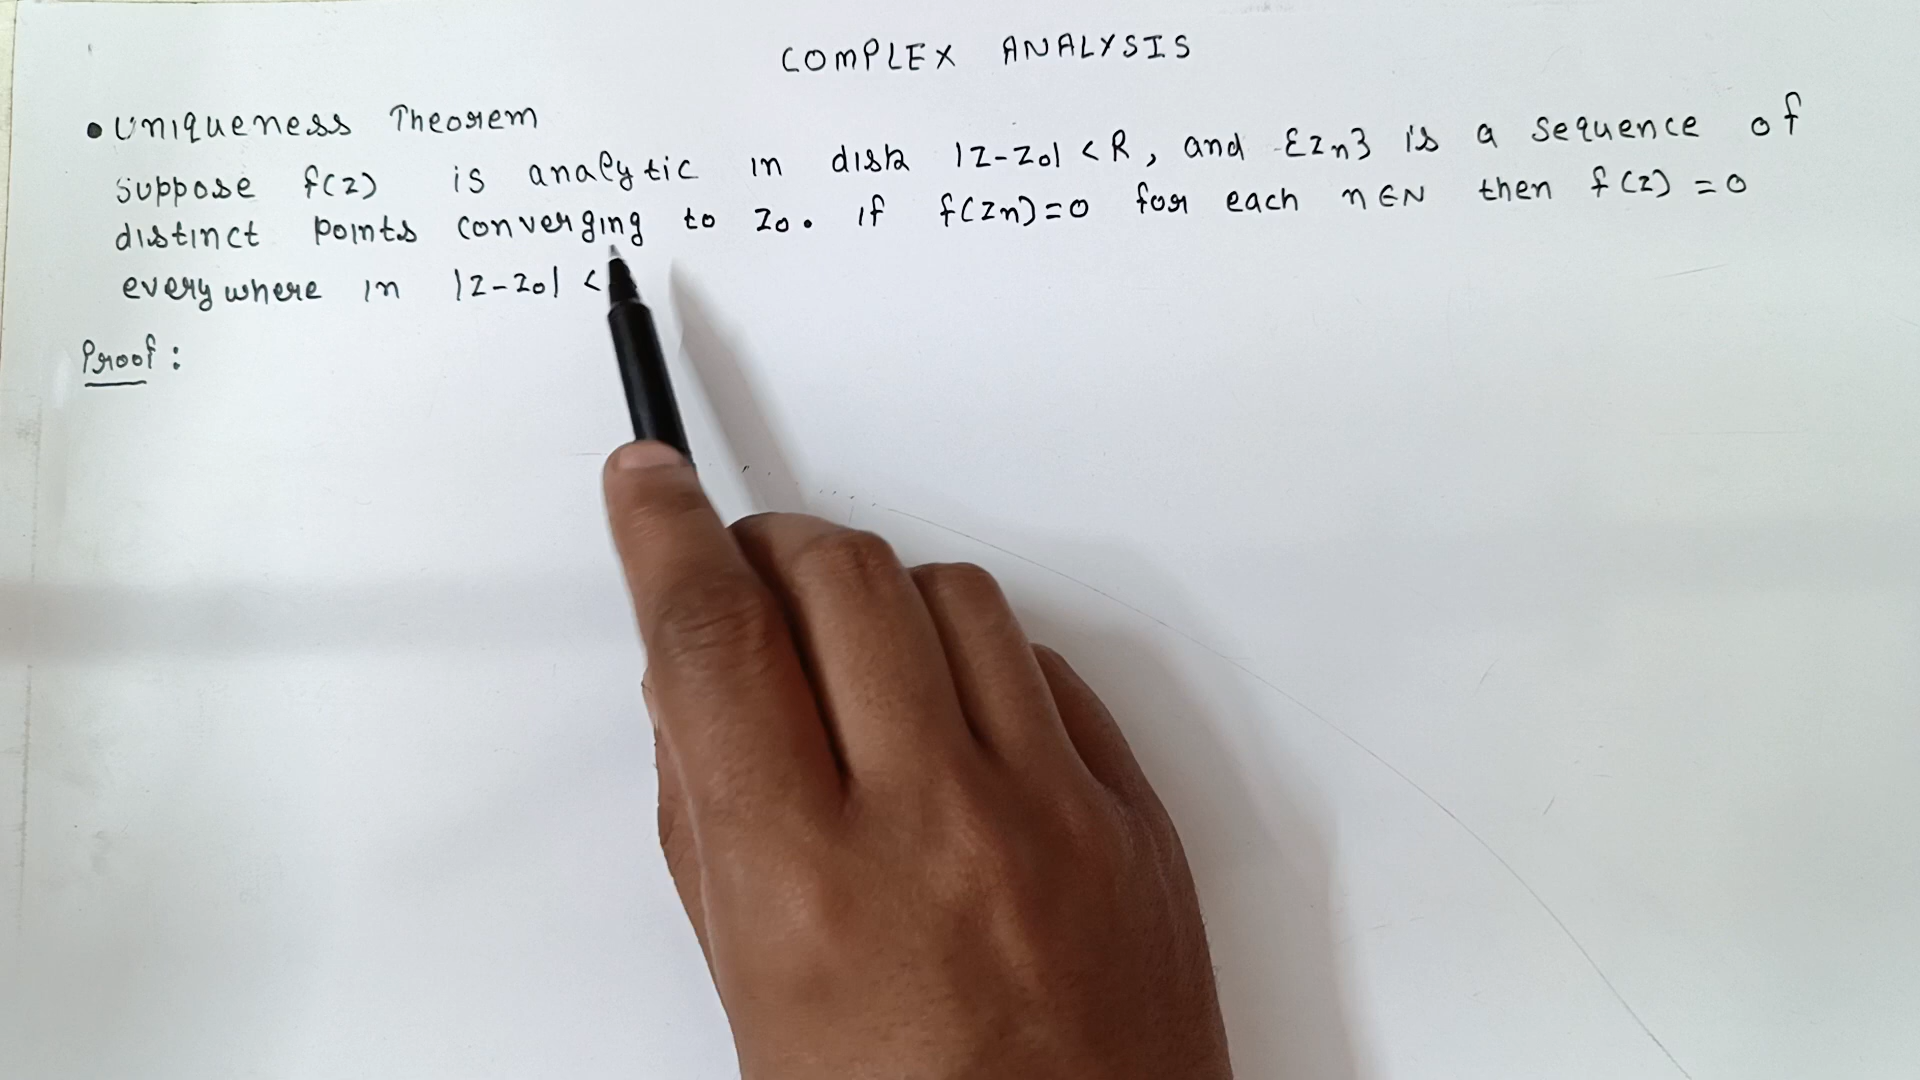 COMPLEX ANALYSIS
• Uniqueness Theorem
Suppose f(z) is analytic in disk |z-z₀| < R, and {zn} is a sequence of
distinct points converging to z₀. If f(zn)=0 for each n∈N then f(z) = 0
everywhere in |z-z₀| <
Proof :